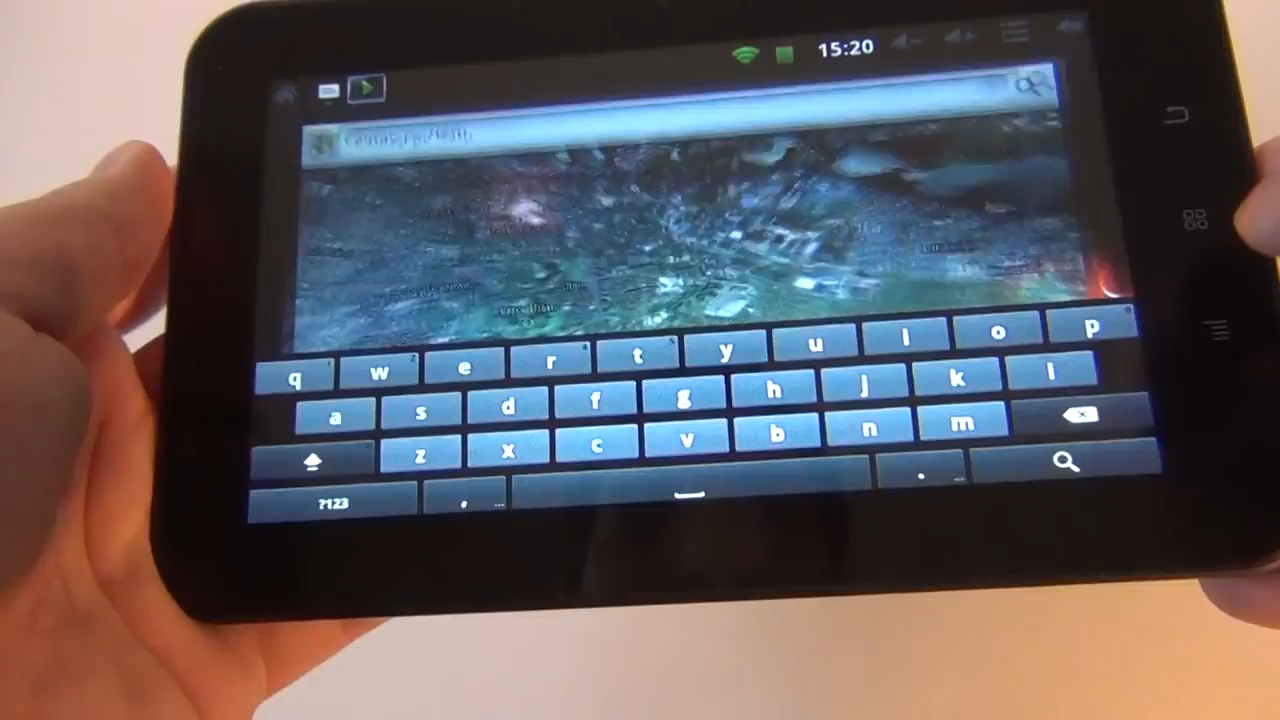 15:20
q w e r t y u i o p
a s d f g h j k l
z x c v b n m
?123 , ... . ...